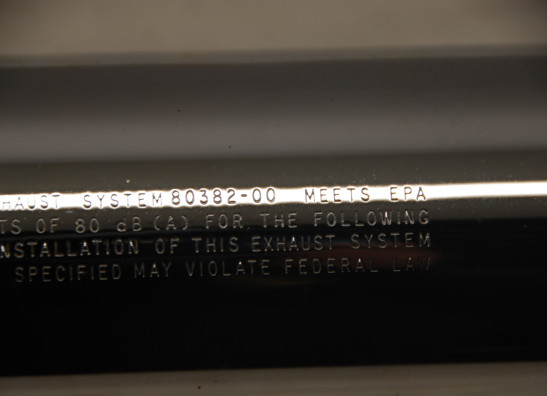 HAUST SYSTEM 80382-00 MEETS EPA
TS OF 80 dB (A) FOR THE FOLLOWING
NSTALLATION OF THIS EXHAUST SYSTEM
SPECIFIED MAY VIOLATE FEDERAL LAW